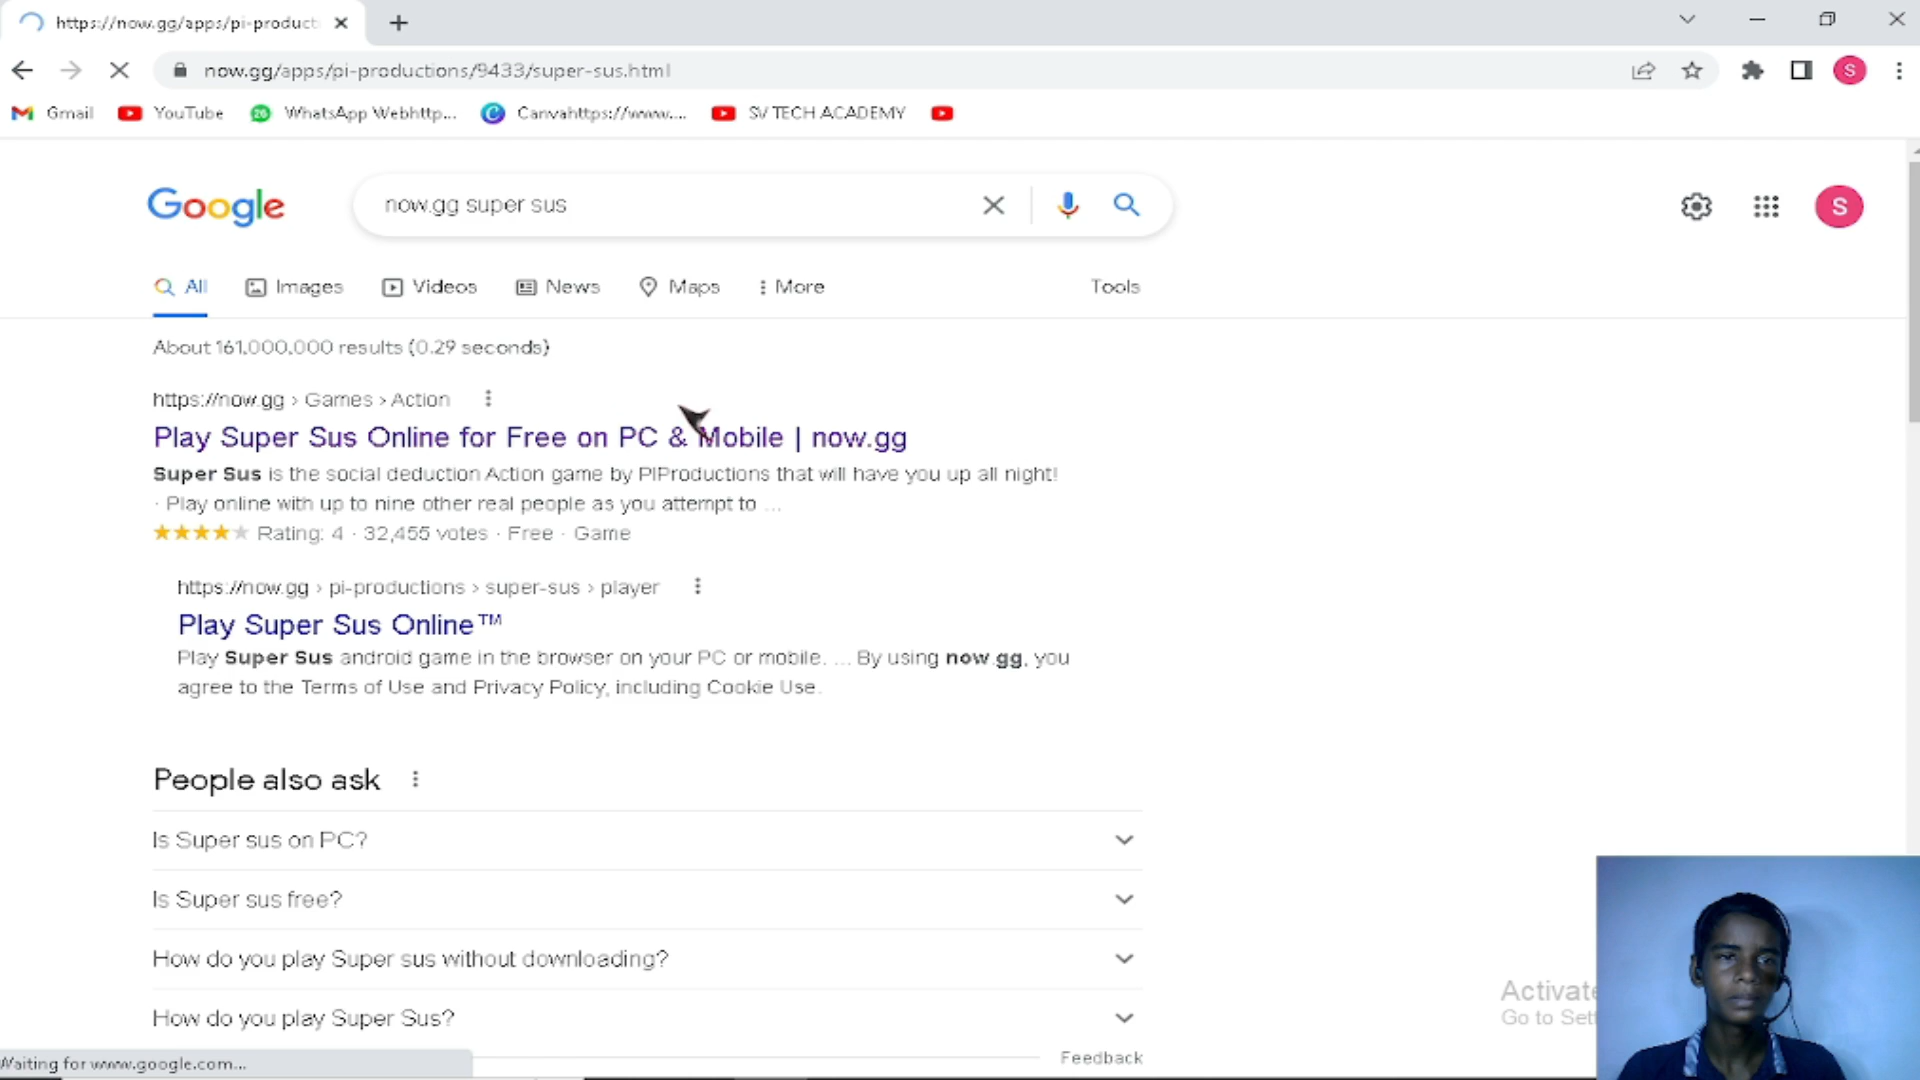 https://now.gg/apps/pi-product
now.gg/apps/pi-productions/9433/super-sus.html
S
Gmail
YouTube
WhatsApp Webhttp...
Canvahttps://www....
SV TECH ACADEMY
Google
now.gg super sus
S
All
Images
Videos
News
Maps
More
Tools
About 161,000,000 results (0.29 seconds)
https://now.gg › Games › Action
Play Super Sus Online for Free on PC & Mobile | now.gg
Super Sus is the social deduction Action game by PIProductions that will have you up all night!
· Play online with up to nine other real people as you attempt to ...
Rating: 4 · 32,455 votes · Free · Game
https://now.gg › pi-productions › super-sus › player
Play Super Sus Online™
Play Super Sus android game in the browser on your PC or mobile. ... By using now.gg, you
agree to the Terms of Use and Privacy Policy, including Cookie Use.
People also ask
Is Super sus on PC?
Is Super sus free?
How do you play Super sus without downloading?
How do you play Super Sus?
Feedback
Activate
Go to Set
Waiting for www.google.com...